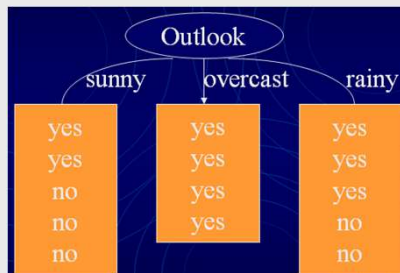 Outlook
sunny overcast rainy
yes yes yes
yes yes yes
no yes yes
no yes no
no no